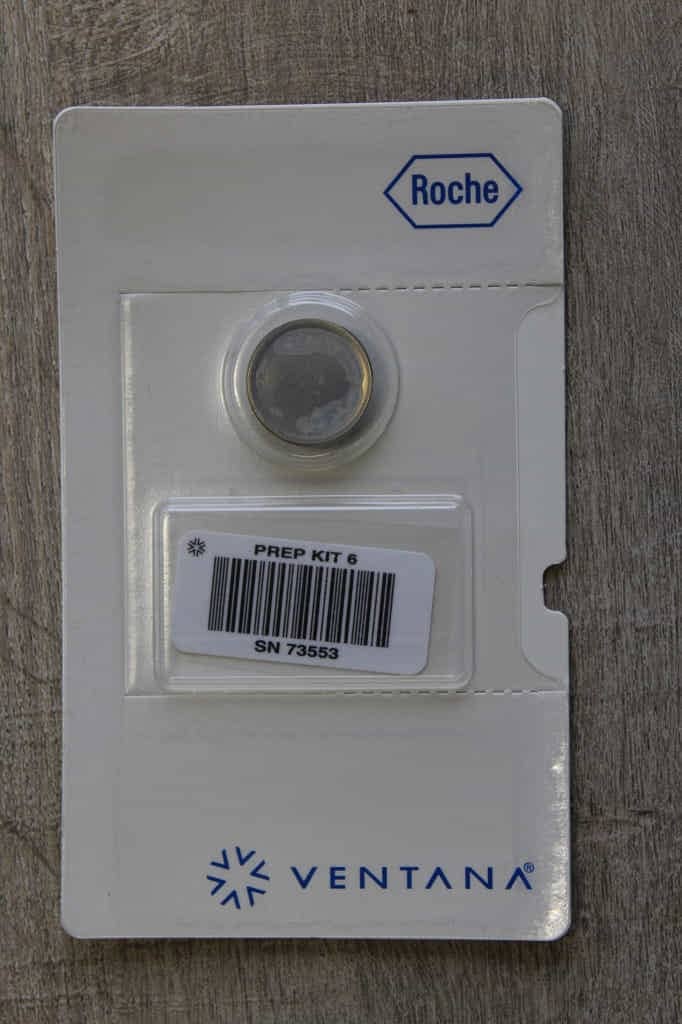 Roche
PREP KIT 6
SN 73553
VENTANA®